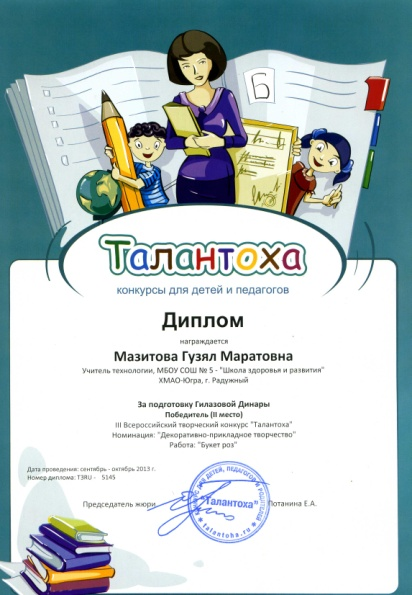 Б
Талантоха
конкурсы для детей и педагогов
Диплом
награждается
Мазитова Гузял Маратовна
Учитель технологии, МБОУ СОШ № 5 - "Школа здоровья и развития"
ХМАО-Югра, г. Радужный
За подготовку Гилазовой Динары
Победитель (II место)
III Всероссийский творческий конкурс "Талантоха"
Номинация: "Декоративно-прикладное творчество"
Работа: "Букет роз"
Дата проведения: сентябрь - октябрь 2013 г.
Номер диплома: T3RU - 5145
Председатель жюри
Потанина Е.А.
"Талантоха"
* talantoha.ru *